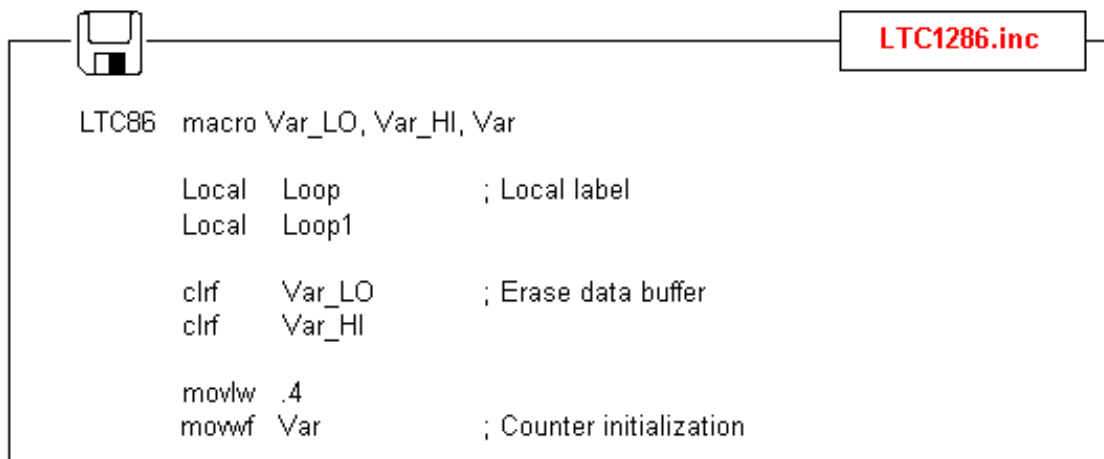 LTC1286.inc
LTC86 macro Var_LO, Var_HI, Var
Local Loop ; Local label
Local Loop1
clrf Var_LO ; Erase data buffer
clrf Var_HI
movlw .4
movwf Var ; Counter initialization